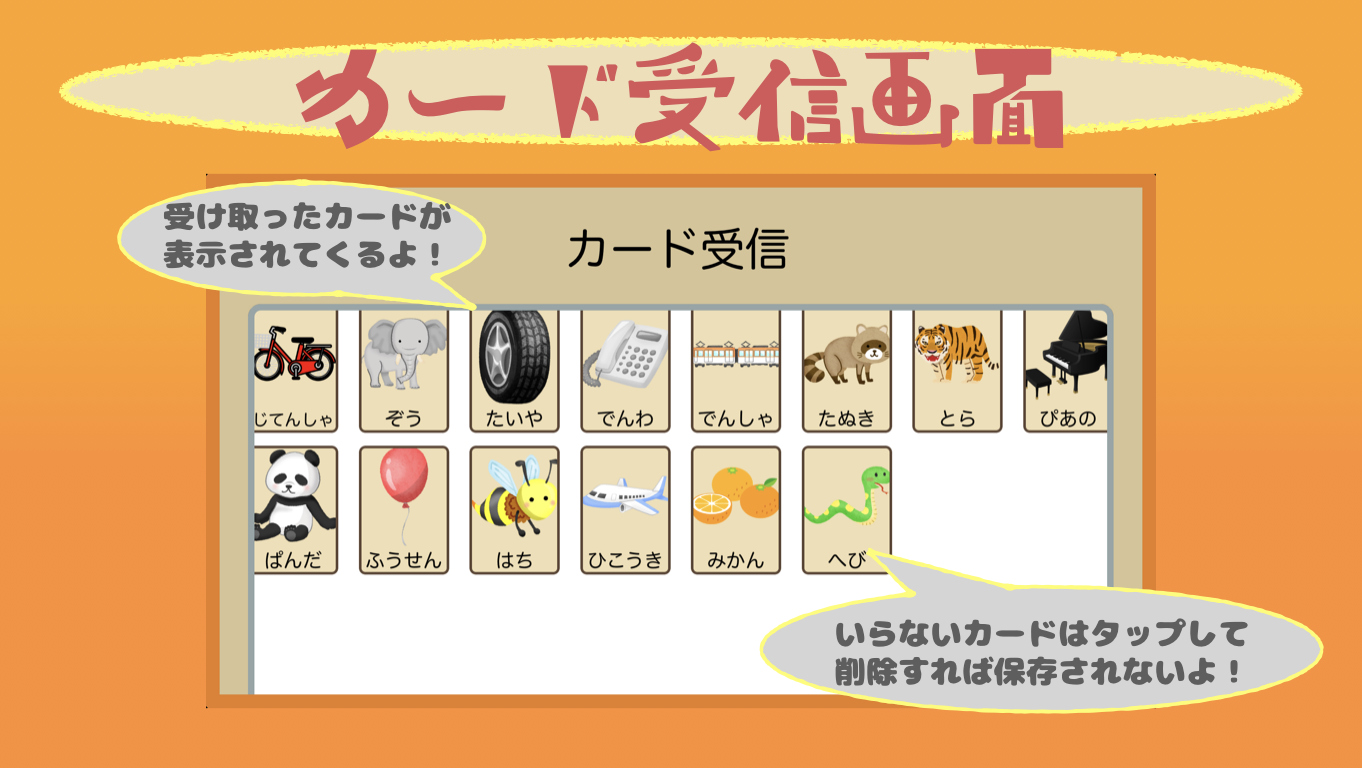 カード受信画面
受け取ったカードが
表示されてくるよ！
カード受信
じてんしゃ
ぞう
たいや
でんわ
でんしゃ
たぬき
とら
ぴあの
ぱんだ
ふうせん
はち
ひこうき
みかん
へび
いらないカードはタップして
削除すれば保存されないよ！